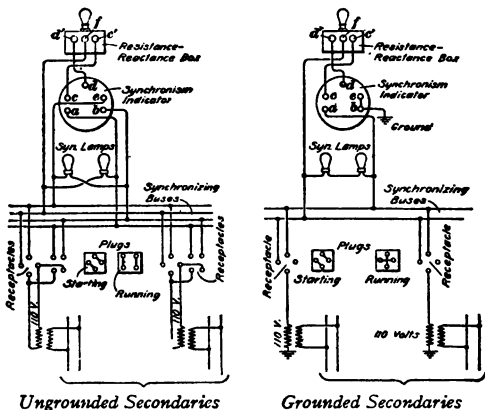 f
d' c'
Resistance-
Reactance Box
d
Synchronism
Indicator
c e
a b
Syn. Lamps
Synchronizing
Buses
Receptacles
Plugs
Starting
Running
Receptacles
110 V.
110 V.
Ungrounded Secondaries
f
d' c'
Resistance-
Reactance Box
d
Synchronism
Indicator
c e
a b
Ground
Syn. Lamps
Synchronizing
Buses
Receptacle
Plugs
Starting
Running
Receptacle
110 V.
110 Volts
Grounded Secondaries